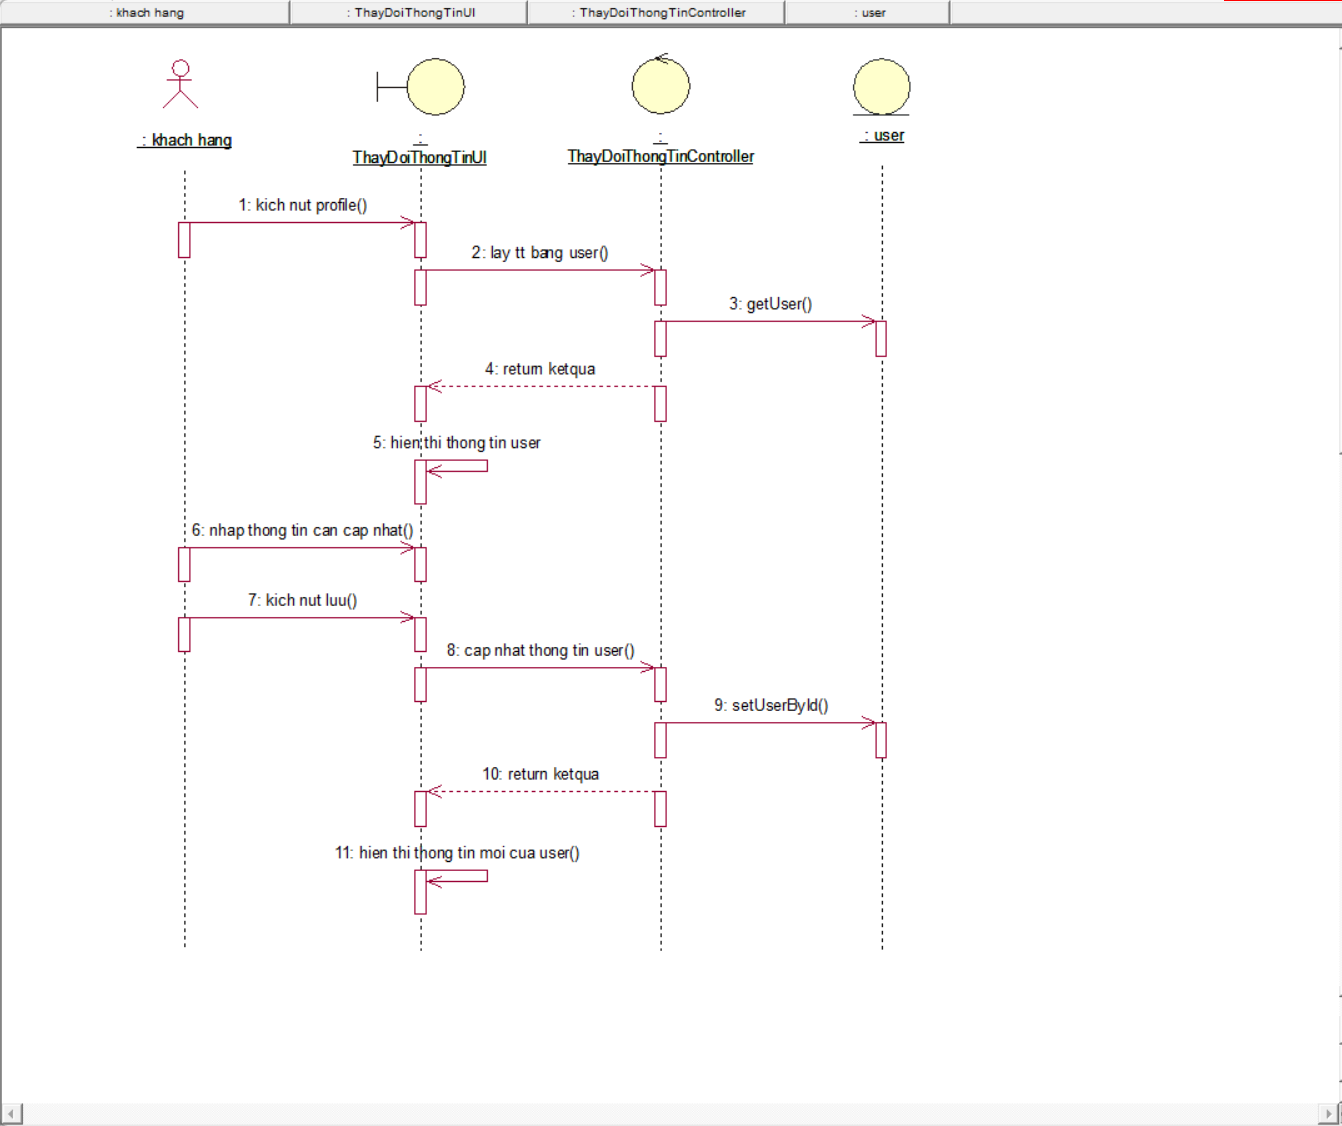 : khach hang
: ThayDoiThongTinUI
: ThayDoiThongTinController
: user
: khach hang
:
ThayDoiThongTinUI
:
ThayDoiThongTinController
: user
1: kich nut profile()
2: lay tt bang user()
3: getUser()
4: return ketqua
5: hien thi thong tin user
6: nhap thong tin can cap nhat()
7: kich nut luu()
8: cap nhat thong tin user()
9: setUserById()
10: return ketqua
11: hien thi thong tin moi cua user()